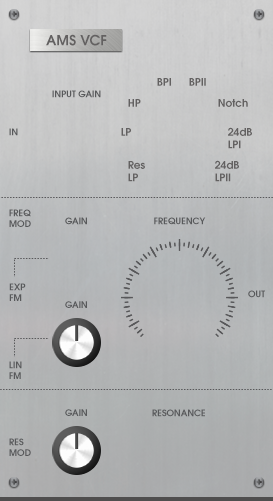 AMS VCF
BPI BPII
INPUT GAIN
HP Notch
IN LP 24dB
LPI
Res 24dB
LP LPII
FREQ
MOD
GAIN FREQUENCY
EXP
FM
OUT
GAIN
LIN
FM
GAIN RESONANCE
RES
MOD